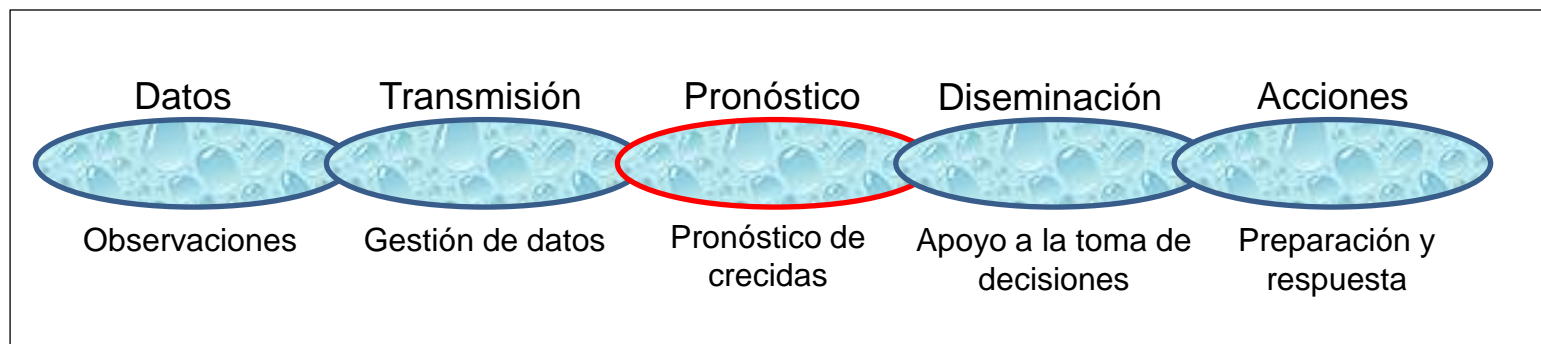 Datos
Transmisión
Pronóstico
Diseminación
Acciones
Observaciones
Gestión de datos
Pronóstico de
crecidas
Apoyo a la toma de
decisiones
Preparación y
respuesta